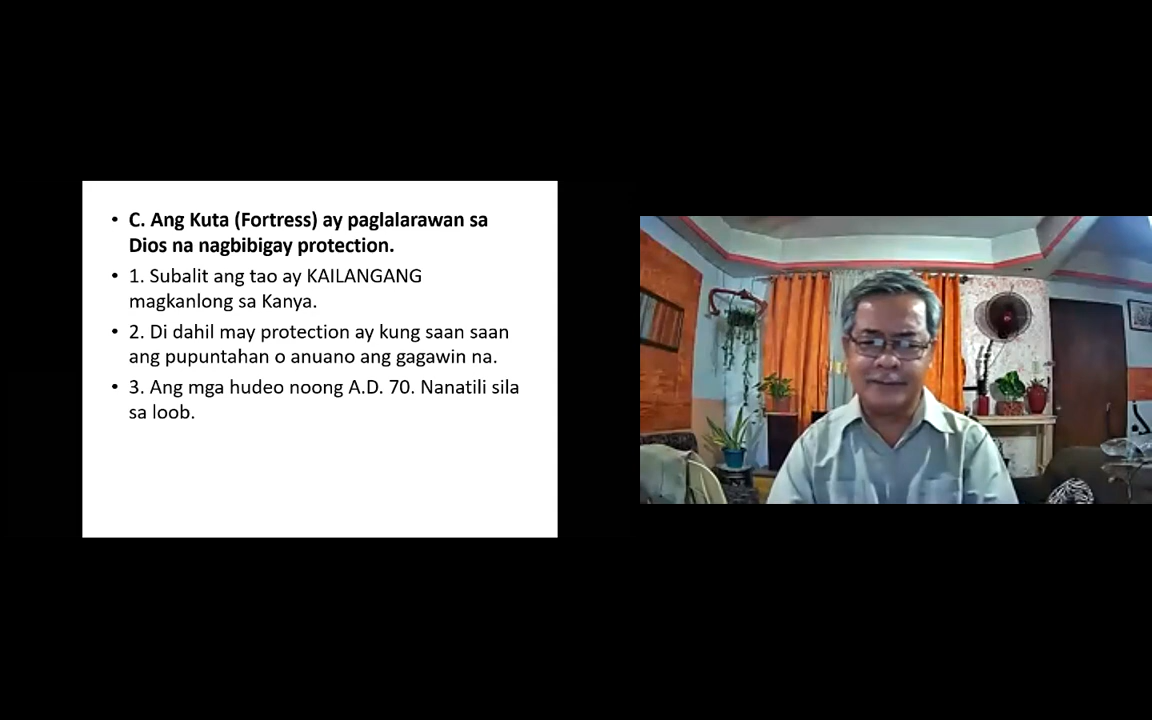 • C. Ang Kuta (Fortress) ay paglalarawan sa
Dios na nagbibigay protection.
• 1. Subalit ang tao ay KAILANGANG
magkanlong sa Kanya.
• 2. Di dahil may protection ay kung saan saan
ang pupuntahan o anuano ang gagawin na.
• 3. Ang mga hudeo noong A.D. 70. Nanatili sila
sa loob.